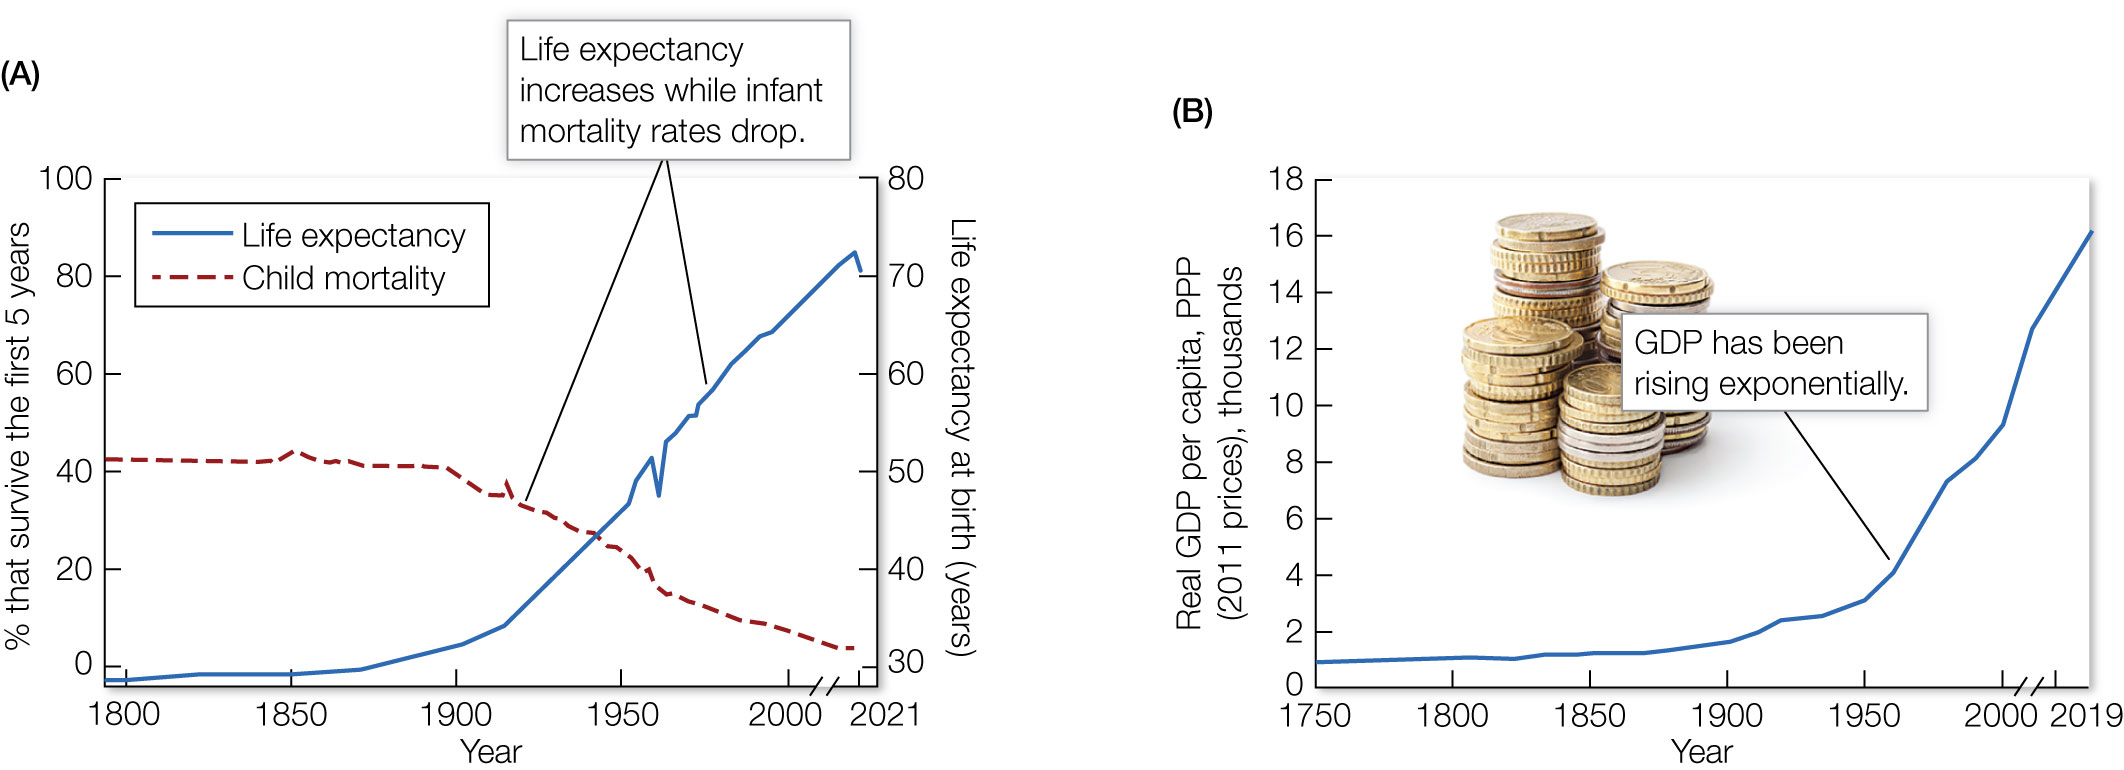 (A)
Life expectancy
increases while infant
mortality rates drop.
% that survive the first 5 years
100
80
60
40
20
0
Life expectancy
Child mortality
80
70
60
50
40
30
Life expectancy at birth (years)
1800 1850 1900 1950 2000 2021
Year
(B)
Real GDP per capita, PPP
(2011 prices), thousands
18
16
14
12
10
8
6
4
2
0
GDP has been
rising exponentially.
1750 1800 1850 1900 1950 2000 2019
Year